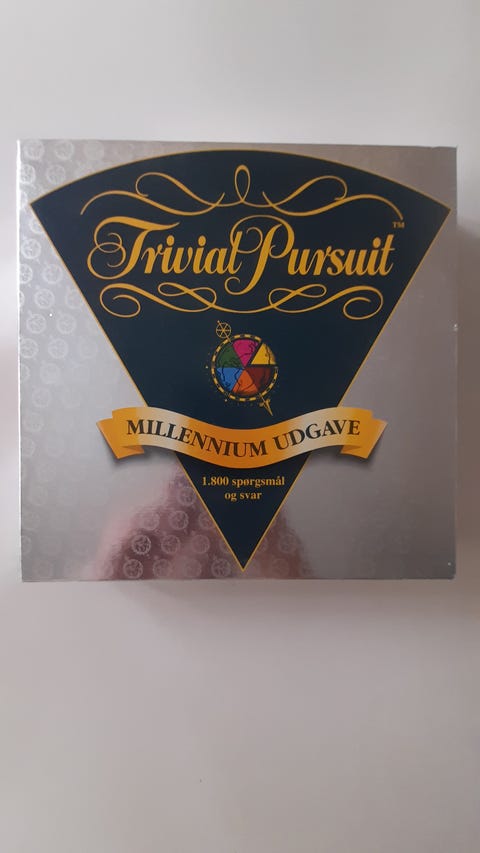 Trivial Pursuit™
MILLENNIUM UDGAVE
1.800 spørgsmål
og svar